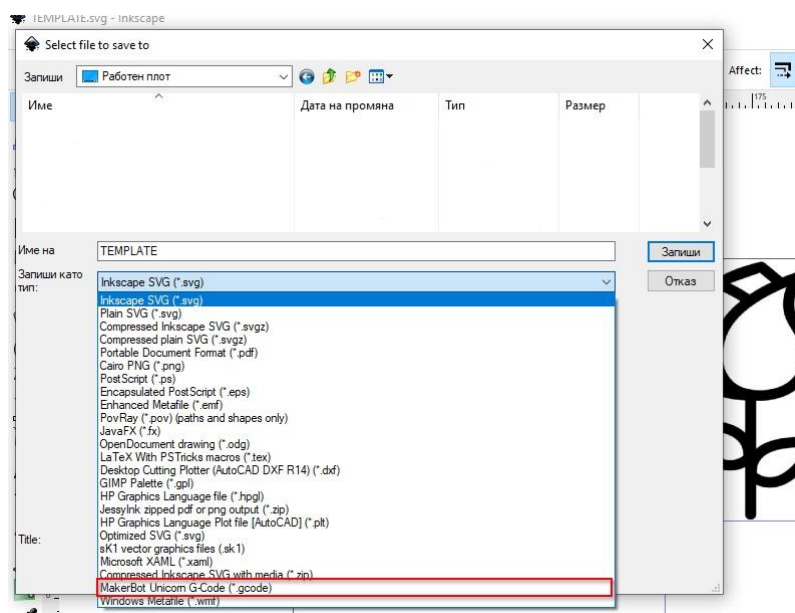 TEMPLATE.svg - Inkscape
Select file to save to
Affect:
Запиши
Работен плот
175
Име
Дата на промяна
Тип
Размер
Име на
TEMPLATE
Запиши
Запиши като тип:
Inkscape SVG (*.svg)
Отказ
Inkscape SVG (*.svg)
Plain SVG (*.svg)
Compressed Inkscape SVG (*.svgz)
Compressed plain SVG (*.svgz)
Portable Document Format (*.pdf)
Cairo PNG (*.png)
PostScript (*.ps)
Encapsulated PostScript (*.eps)
Enhanced Metafile (*.emf)
PovRay (*.pov) (paths and shapes only)
JavaFX (*.fx)
OpenDocument drawing (*.odg)
LaTeX With PSTricks macros (*.tex)
Desktop Cutting Plotter (AutoCAD DXF R14) (*.dxf)
GIMP Palette (*.gpl)
HP Graphics Language file (*.hpgl)
JessyInk zipped pdf or png output (*.zip)
HP Graphics Language Plot file [AutoCAD] (*.plt)
Optimized SVG (*.svg)
sK1 vector graphics files (.sk1)
Microsoft XAML (*.xaml)
Compressed Inkscape SVG with media (*.zip)
MakerBot Unicorn G-Code (*.gcode)
Windows Metafile (*.wmf)
Title: